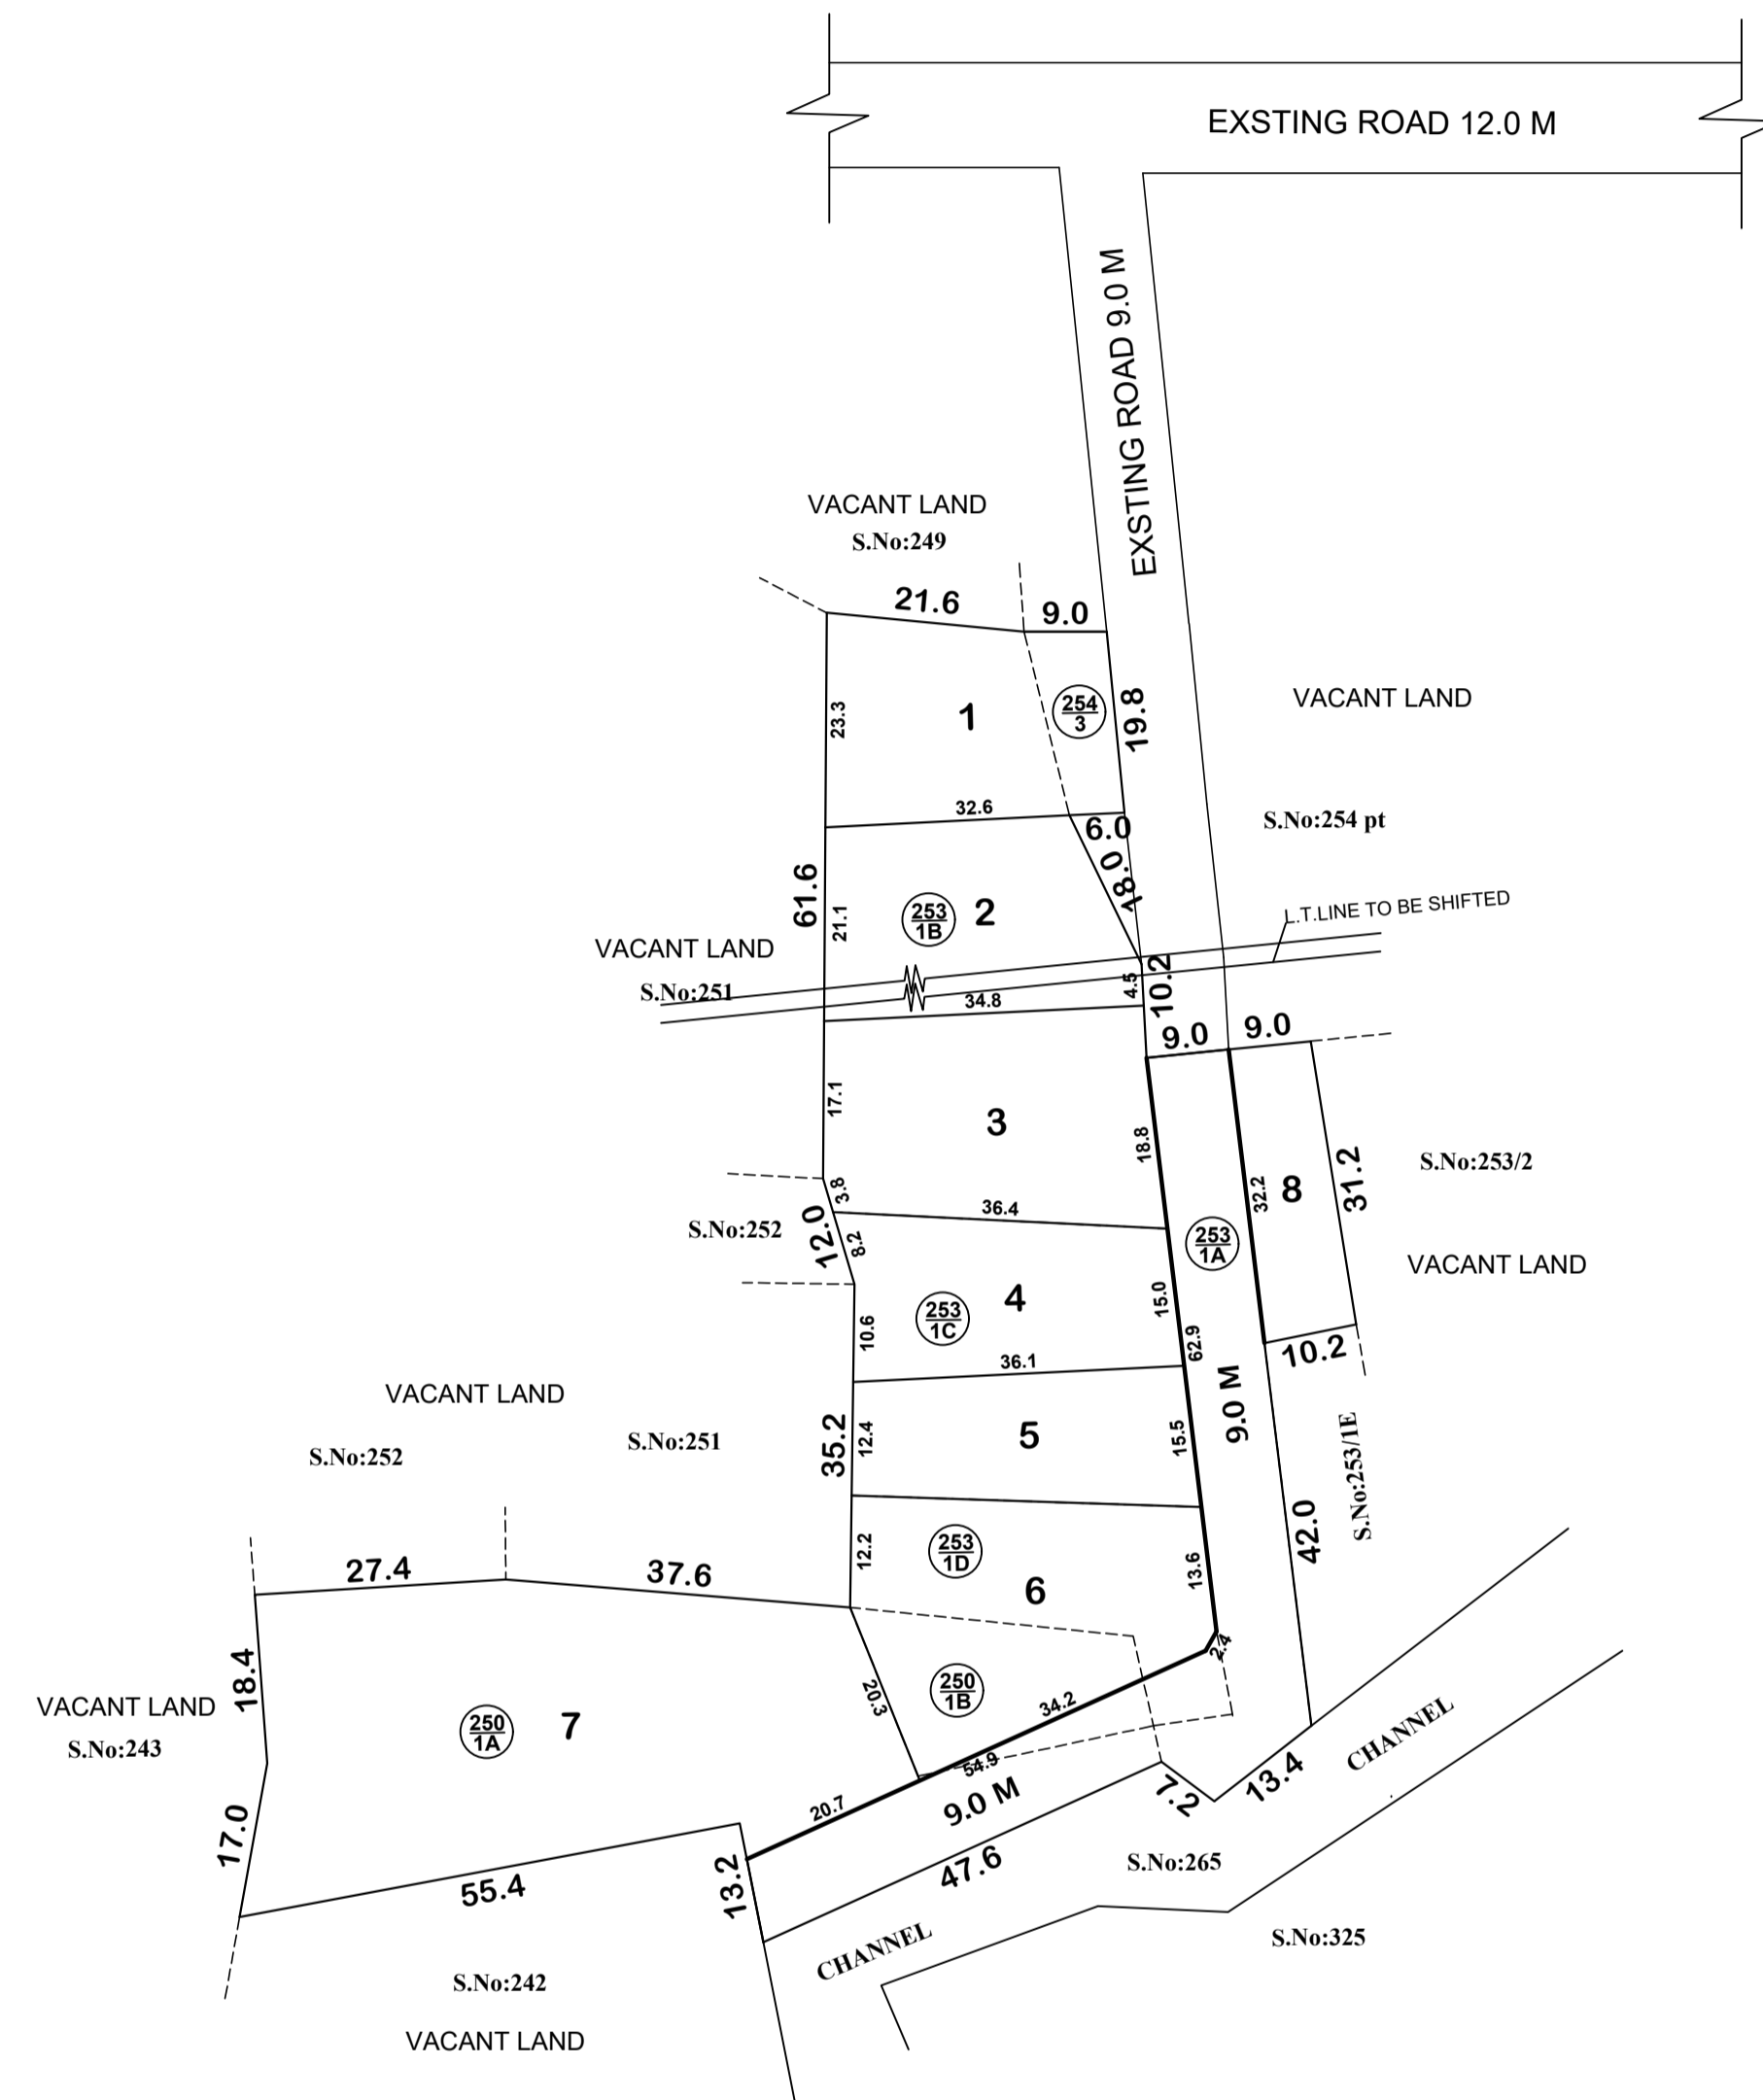 EXSTING ROAD 12.0 M
EXSTING ROAD 9.0 M
VACANT LAND
S.No:249
21.6
9.0
23.3
1
254
3
19.8
VACANT LAND
32.6
6.0
S.No:254 pt
18.0
61.6
21.1
253
1B
2
L.T.LINE TO BE SHIFTED
VACANT LAND
S.No:251
34.8
4.5
10.2
9.0
9.0
17.1
3
18.8
3.8
12.0
8.2
S.No:252
36.4
253
1A
32.2
8
31.2
S.No:253/2
VACANT LAND
253
1C
4
15.0
10.6
36.1
62.9
10.2
9.0 M
VACANT LAND
S.No:252
S.No:251
35.2
12.4
5
15.5
S.No:253/1E
42.0
27.4
37.6
12.2
253
1D
6
13.6
2.4
18.4
VACANT LAND
S.No:243
250
1A
7
20.3
250
1B
34.2
54.9
20.7
9.0 M
7.2
13.4
CHANNEL
17.0
55.4
13.2
47.6
S.No:265
CHANNEL
S.No:325
S.No:242
VACANT LAND